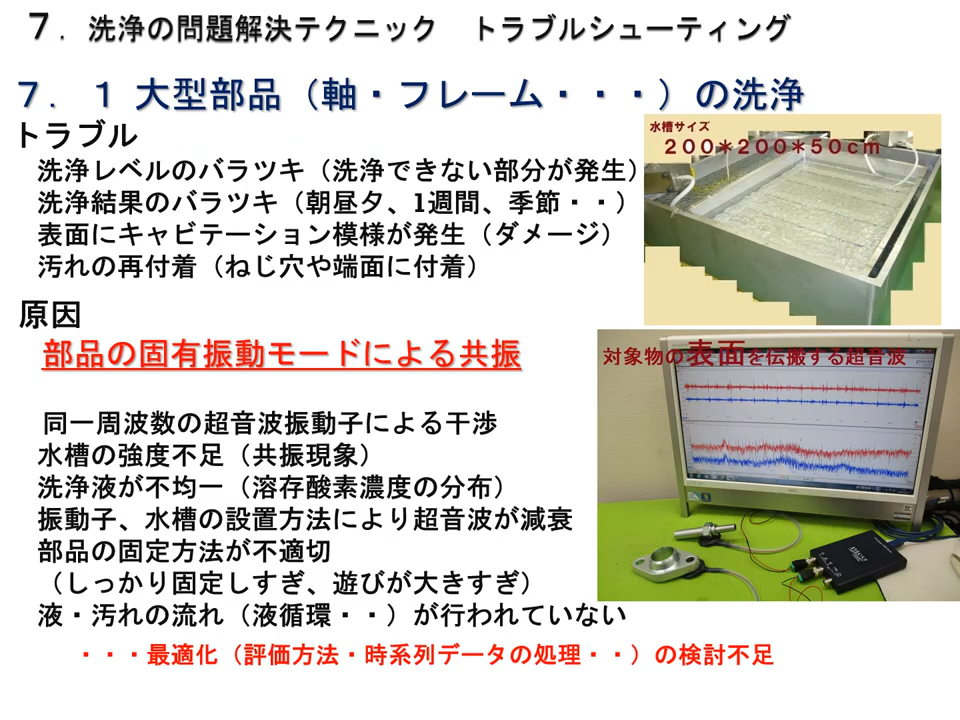 ７．洗浄の問題解決テクニック　トラブルシューティング
７．１ 大型部品（軸・フレーム・・・）の洗浄
トラブル
洗浄レベルのバラツキ（洗浄できない部分が発生）
洗浄結果のバラツキ（朝昼夕、1週間、季節・・）
表面にキャビテーション模様が発生（ダメージ）
汚れの再付着（ねじ穴や端面に付着）
水槽サイズ
２００＊２００＊５０ｃｍ
原因
部品の固有振動モードによる共振
対象物の表面を伝搬する超音波
同一周波数の超音波振動子による干渉
水槽の強度不足（共振現象）
洗浄液が不均一（溶存酸素濃度の分布）
振動子、水槽の設置方法により超音波が減衰
部品の固定方法が不適切
（しっかり固定しすぎ、遊びが大きすぎ）
液・汚れの流れ（液循環・・）が行われていない
・・・最適化（評価方法・時系列データの処理・・）の検討不足